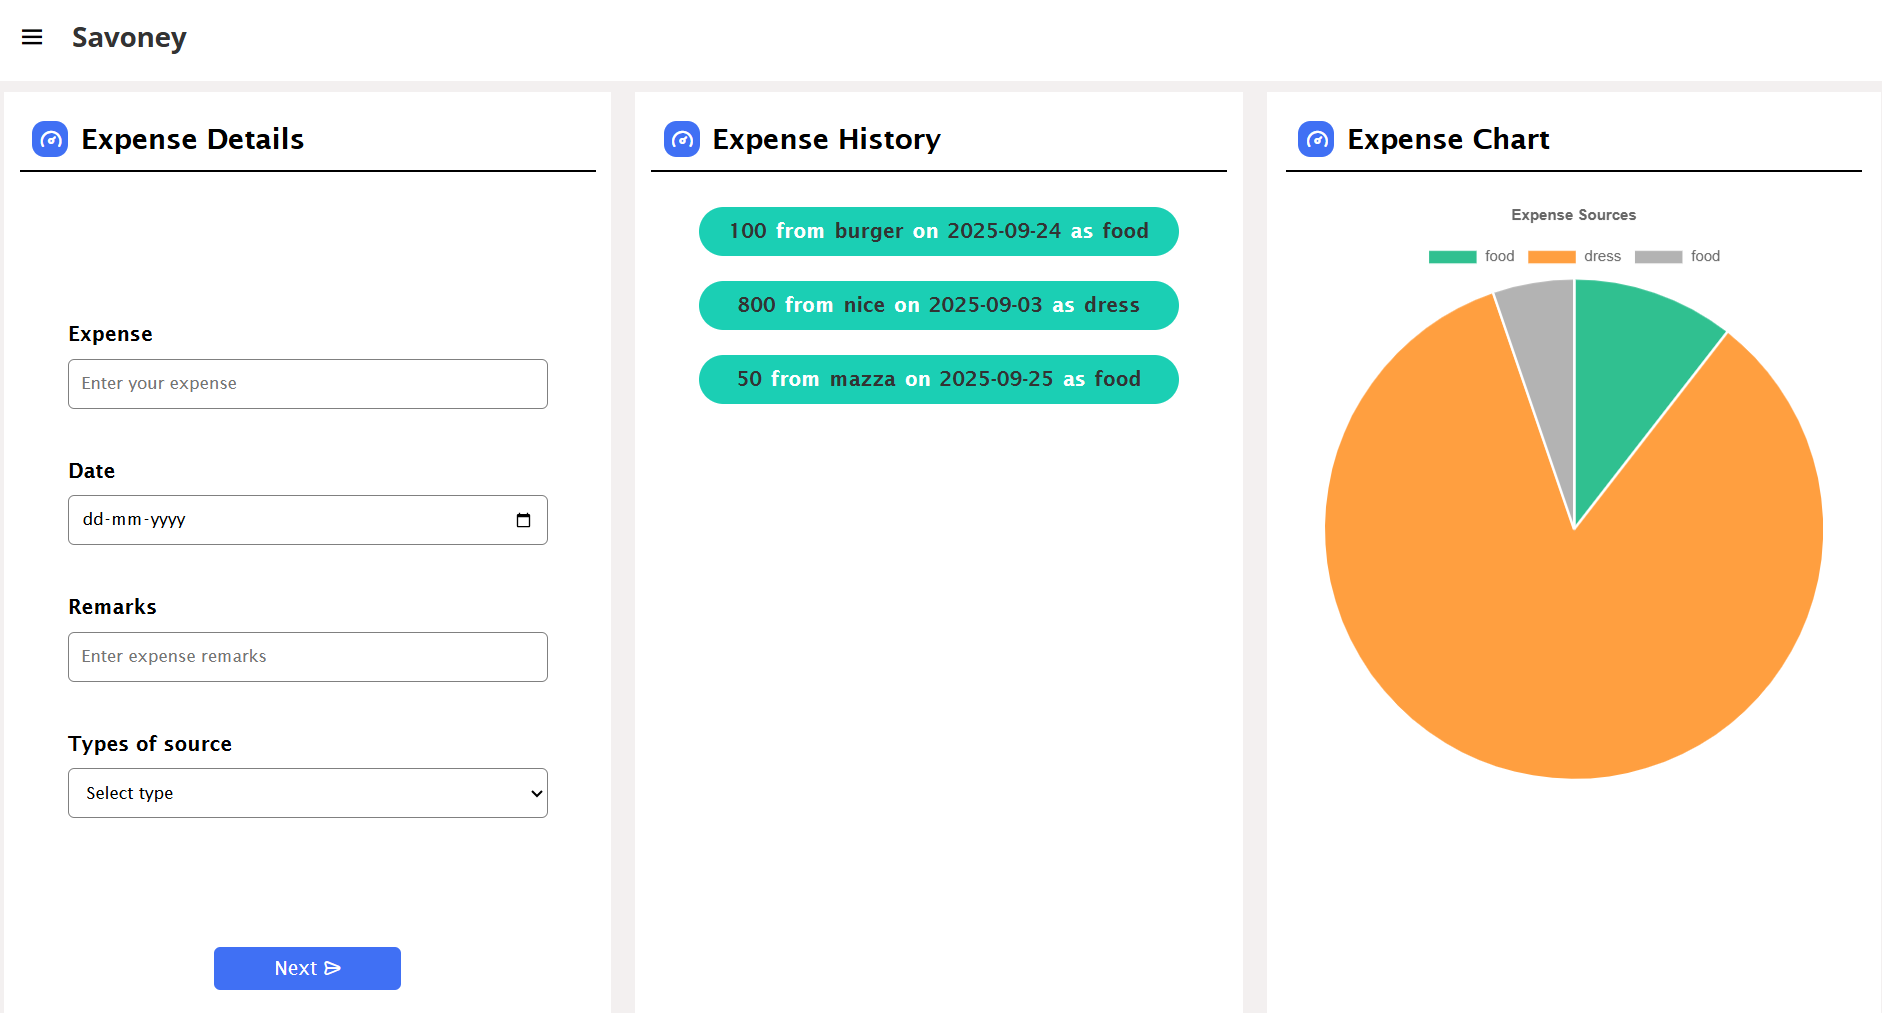 Savoney
Expense Details
Expense
Enter your expense
Date
dd-mm-yyyy
Remarks
Enter expense remarks
Types of source
Select type
Next
Expense History
100 from burger on 2025-09-24 as food
800 from nice on 2025-09-03 as dress
50 from mazza on 2025-09-25 as food
Expense Chart
Expense Sources
food dress food